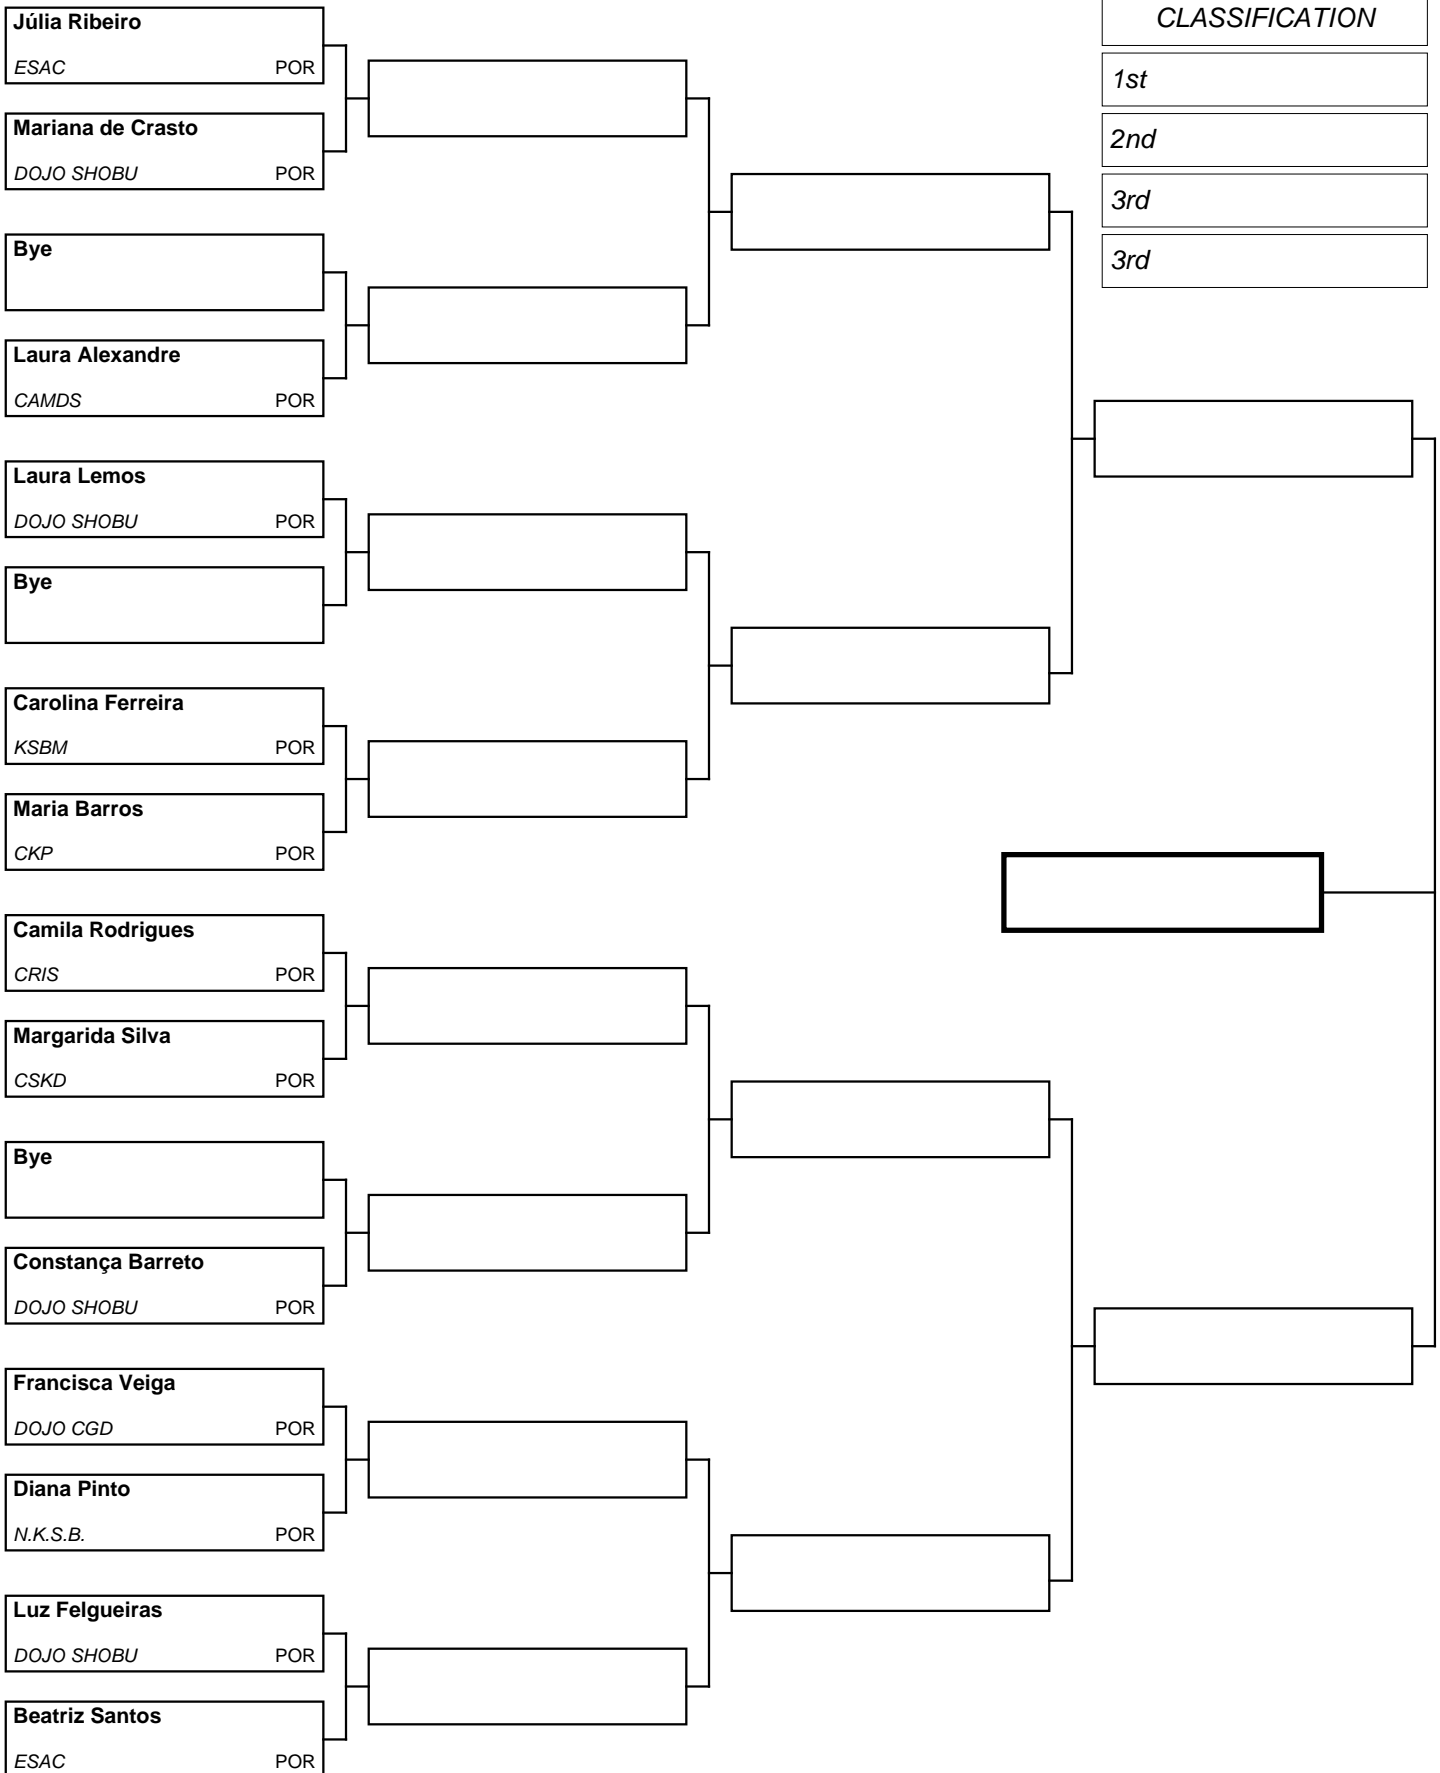 Júlia Ribeiro
ESAC POR
Mariana de Crasto
DOJO SHOBU POR
Bye
Laura Alexandre
CAMDS POR
Laura Lemos
DOJO SHOBU POR
Bye
Carolina Ferreira
KSBM POR
Maria Barros
CKP POR
Camila Rodrigues
CRIS POR
Margarida Silva
CSKD POR
Bye
Constança Barreto
DOJO SHOBU POR
Francisca Veiga
DOJO CGD POR
Diana Pinto
N.K.S.B. POR
Luz Felgueiras
DOJO SHOBU POR
Beatriz Santos
ESAC POR
CLASSIFICATION
1st
2nd
3rd
3rd